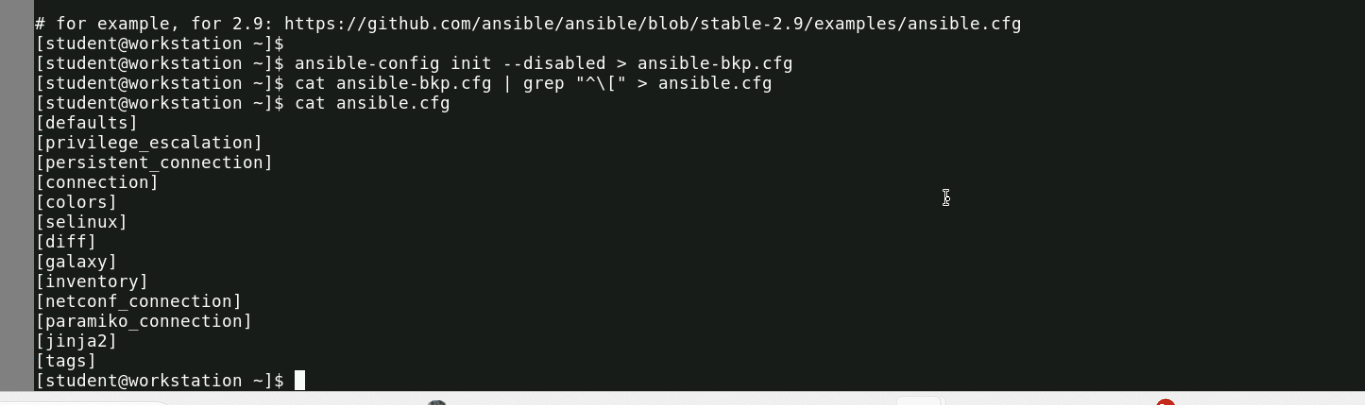 # for example, for 2.9: https://github.com/ansible/ansible/blob/stable-2.9/examples/ansible.cfg
[student@workstation ~]$
[student@workstation ~]$ ansible-config init --disabled > ansible-bkp.cfg
[student@workstation ~]$ cat ansible-bkp.cfg | grep "^\[" > ansible.cfg
[student@workstation ~]$ cat ansible.cfg
[defaults]
[privilege_escalation]
[persistent_connection]
[connection]
[colors]
[selinux]
[diff]
[galaxy]
[inventory]
[netconf_connection]
[paramiko_connection]
[jinja2]
[tags]
[student@workstation ~]$